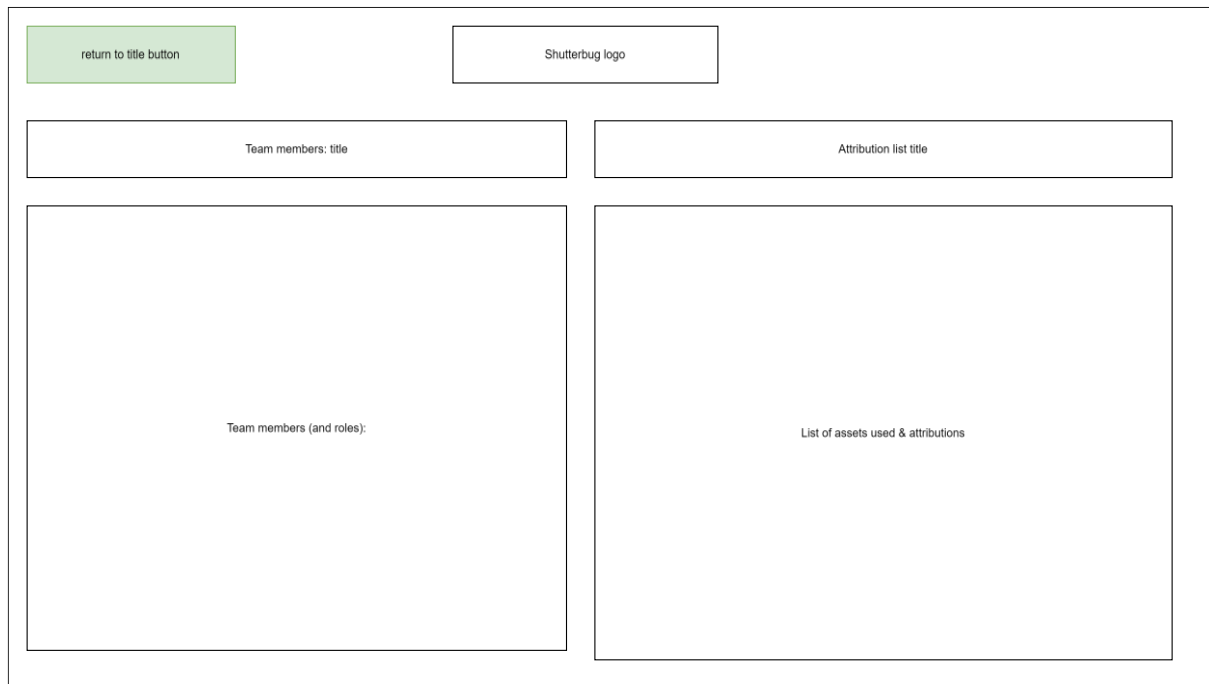 return to title button
Shutterbug logo
Team members: title
Attribution list title
Team members (and roles):
List of assets used & attributions